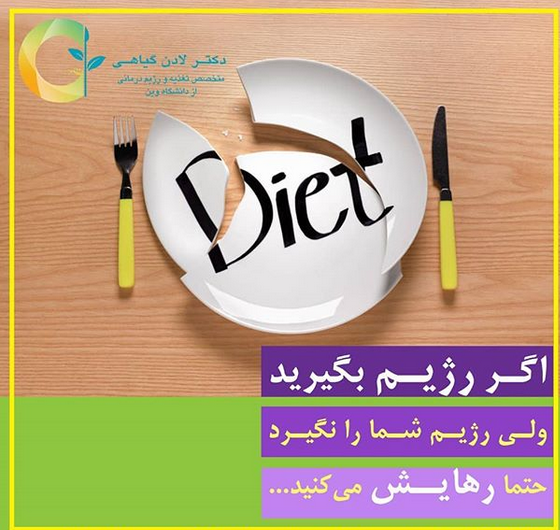 دکتر لادن گیاهی
متخصص تغذیه و رژیم درمانی
از دانشگاه وین
Diet
اگر رژیم بگیرید
ولی رژیم شما را نگیرد
حتما رهایش می‌کنید...